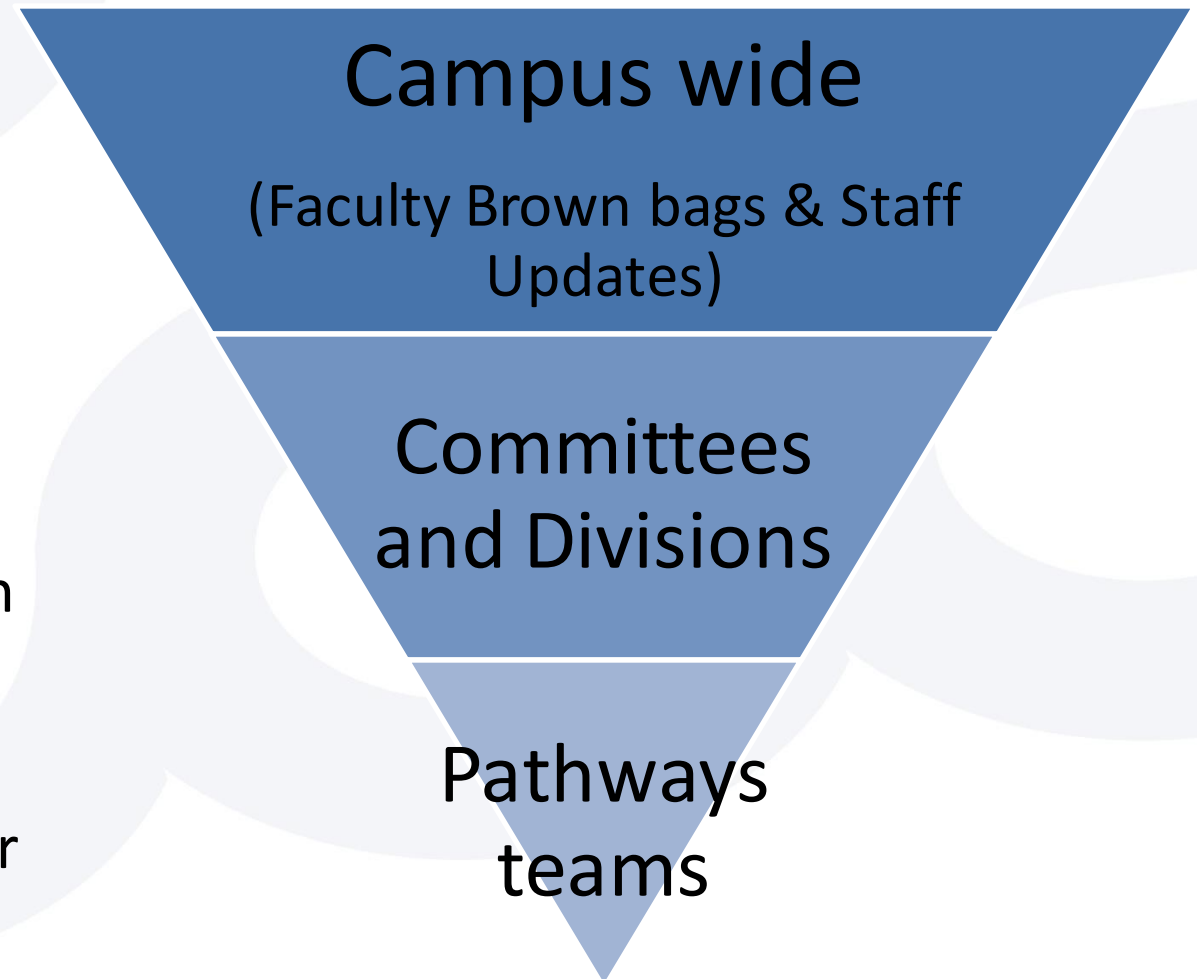 Campus wide
(Faculty Brown bags & Staff
Updates)
Committees
and Divisions
Pathways
teams